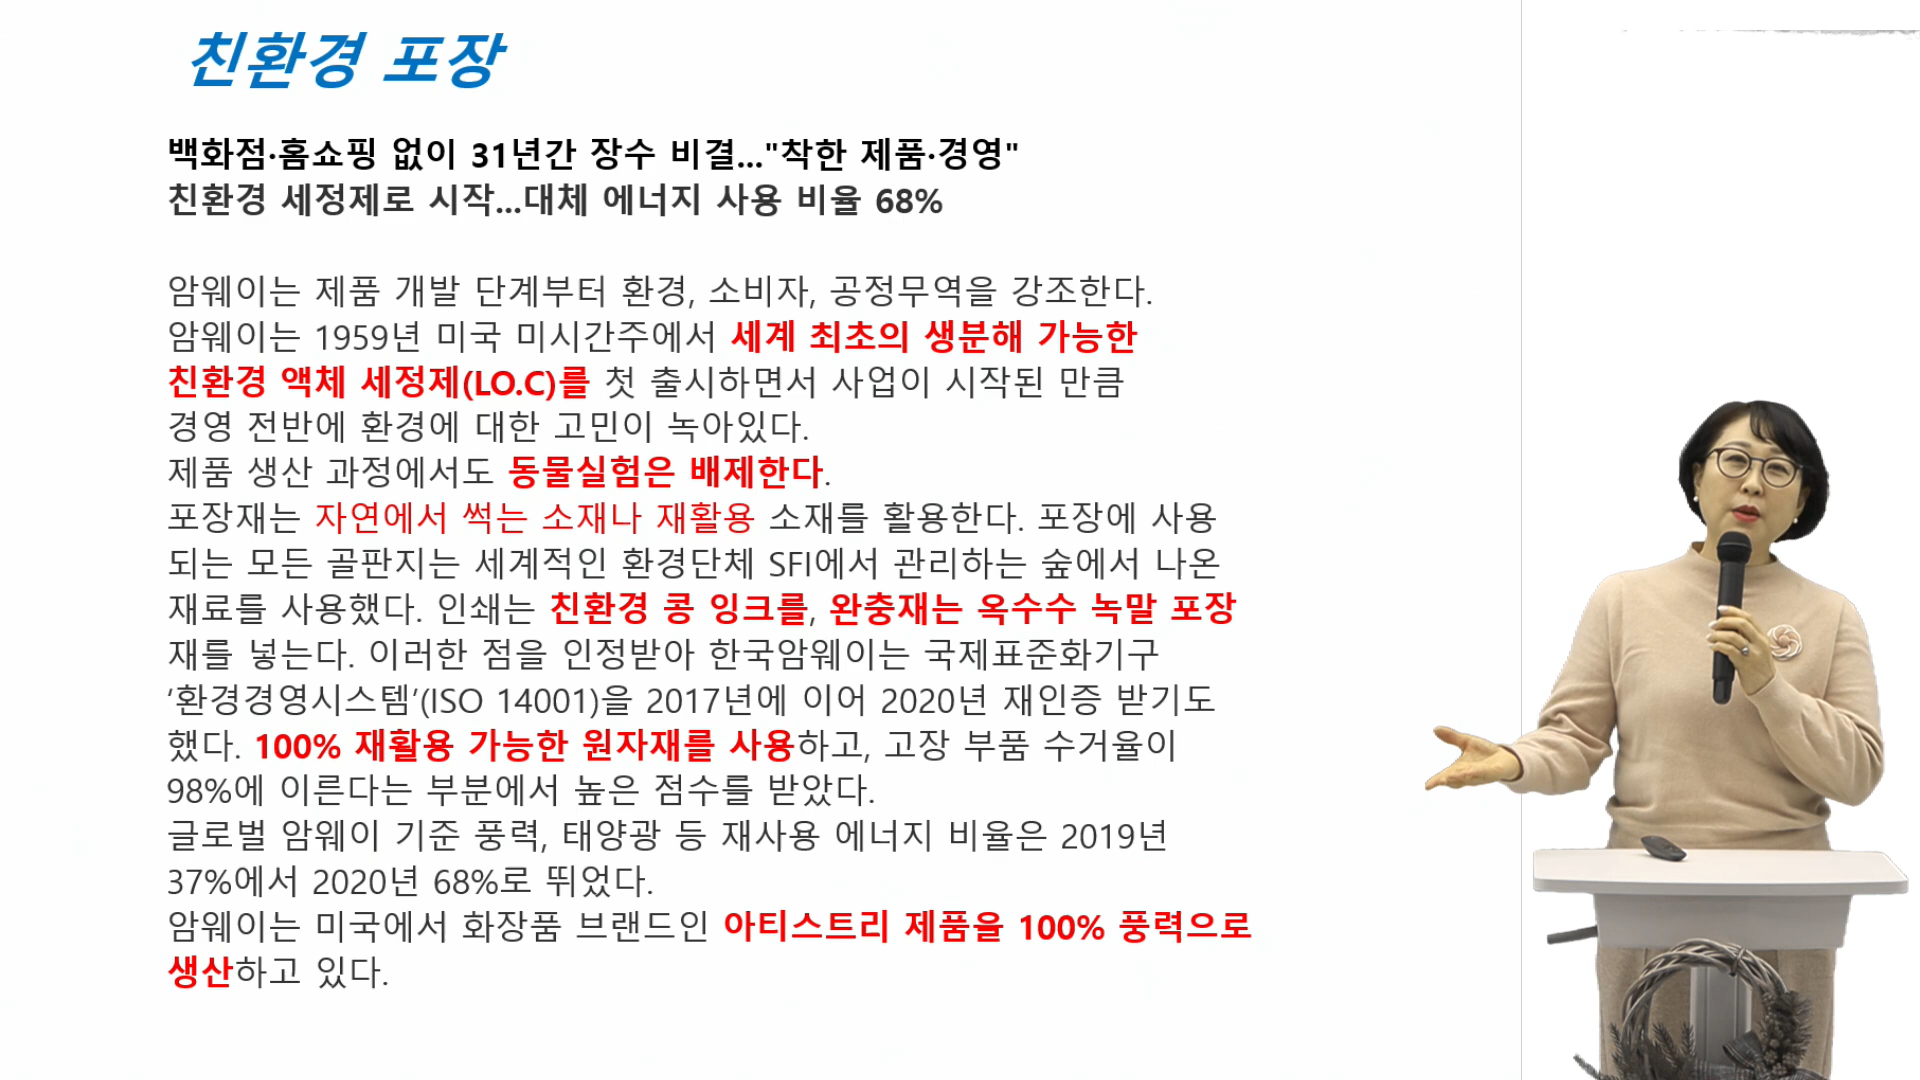 친환경 포장
백화점·홈쇼핑 없이 31년간 장수 비결..."착한 제품·경영"
친환경 세정제로 시작...대체 에너지 사용 비율 68%
암웨이는 제품 개발 단계부터 환경, 소비자, 공정무역을 강조한다.
암웨이는 1959년 미국 미시간주에서 세계 최초의 생분해 가능한
친환경 액체 세정제(LO.C)를 첫 출시하면서 사업이 시작된 만큼
경영 전반에 환경에 대한 고민이 녹아있다.
제품 생산 과정에서도 동물실험은 배제한다.
포장재는 자연에서 썩는 소재나 재활용 소재를 활용한다. 포장에 사용
되는 모든 골판지는 세계적인 환경단체 SFI에서 관리하는 숲에서 나온
재료를 사용했다. 인쇄는 친환경 콩 잉크를, 완충재는 옥수수 녹말 포장
재를 넣는다. 이러한 점을 인정받아 한국암웨이는 국제표준화기구
‘환경경영시스템’(ISO 14001)을 2017년에 이어 2020년 재인증 받기도
했다. 100% 재활용 가능한 원자재를 사용하고, 고장 부품 수거율이
98%에 이른다는 부분에서 높은 점수를 받았다.
글로벌 암웨이 기준 풍력, 태양광 등 재사용 에너지 비율은 2019년
37%에서 2020년 68%로 뛰었다.
암웨이는 미국에서 화장품 브랜드인 아티스트리 제품을 100% 풍력으로
생산하고 있다.